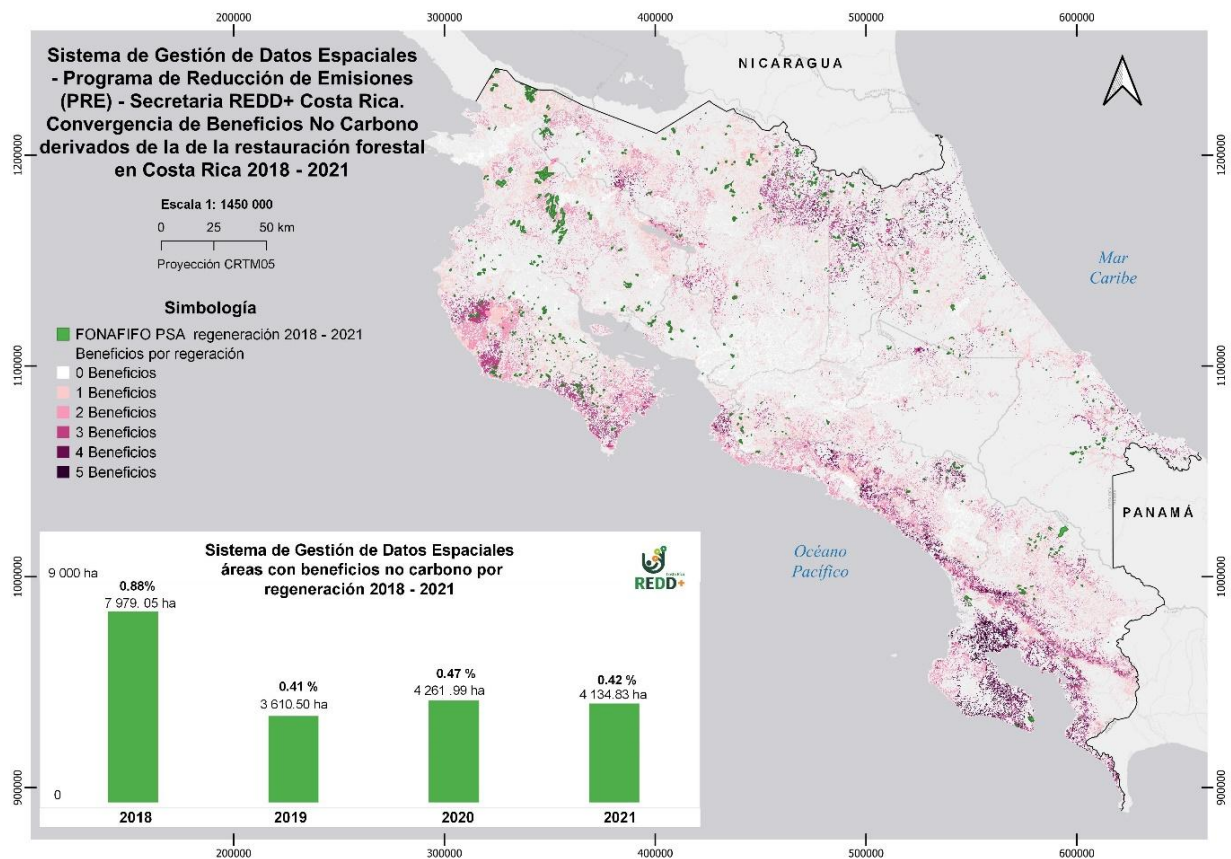 200000
300000
400000
500000
600000
Sistema de Gestión de Datos Espaciales
- Programa de Reducción de Emisiones
(PRE) - Secretaria REDD+ Costa Rica.
Convergencia de Beneficios No Carbono
derivados de la de la restauración forestal
en Costa Rica 2018 - 2021
Escala 1: 1450 000
0 25 50 km
Proyección CRTM05
Simbología
FONAFIFO PSA regeneración 2018 - 2021
Beneficios por regeración
0 Beneficios
1 Beneficios
2 Beneficios
3 Beneficios
4 Beneficios
5 Beneficios
NICARAGUA
Mar
Caribe
PANAMÁ
Océano
Pacífico
1200000
1100000
1000000
900000
1200000
1100000
1000000
900000
Sistema de Gestión de Datos Espaciales
áreas con beneficios no carbono por
regeneración 2018 - 2021
REDD+
9 000 ha
0
0.88%
7 979. 05 ha
0.41 %
3 610.50 ha
0.47 %
4 261 .99 ha
0.42 %
4 134.83 ha
2018
2019
2020
2021
200000
300000
400000
500000
600000